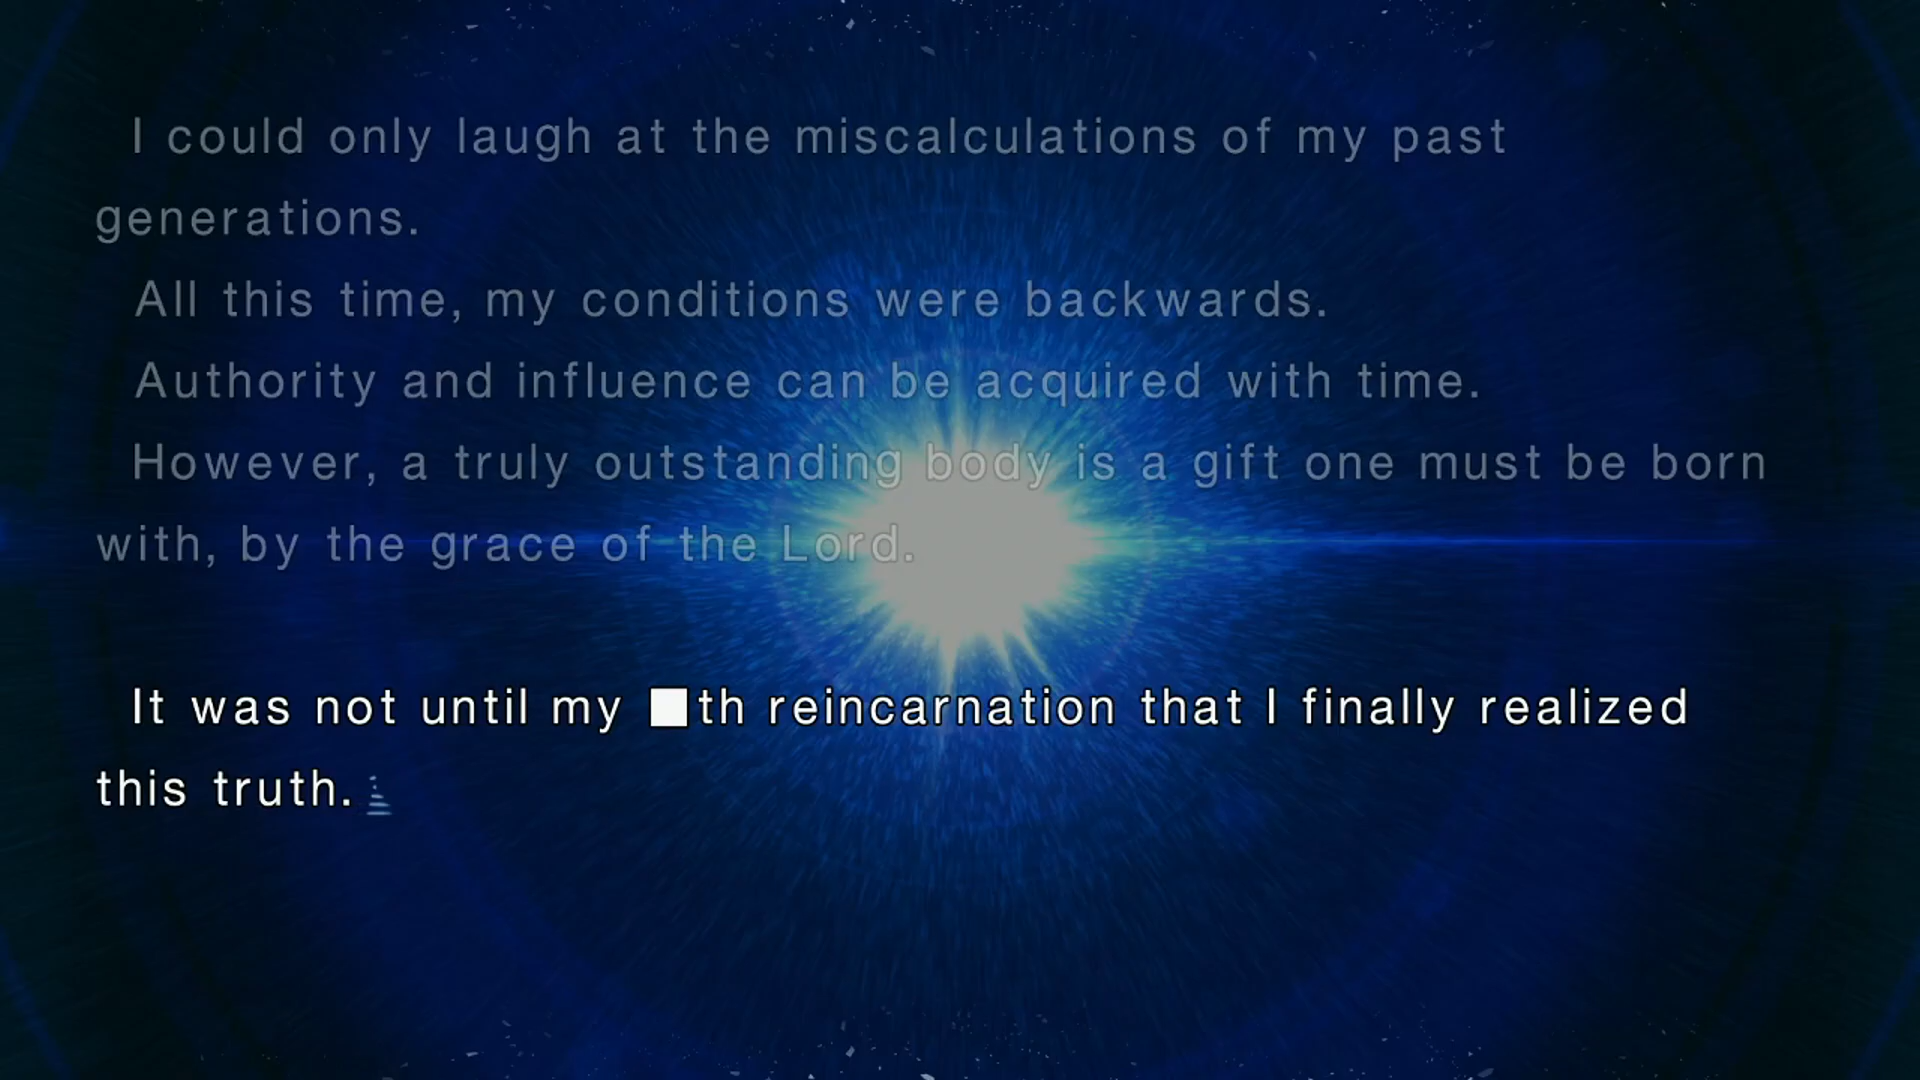 I could only laugh at the miscalculations of my past
generations.
All this time, my conditions were backwards.
Authority and influence can be acquired with time.
However, a truly outstanding body is a gift one must be born
with, by the grace of the Lord.
It was not until my ■th reincarnation that I finally realized
this truth.